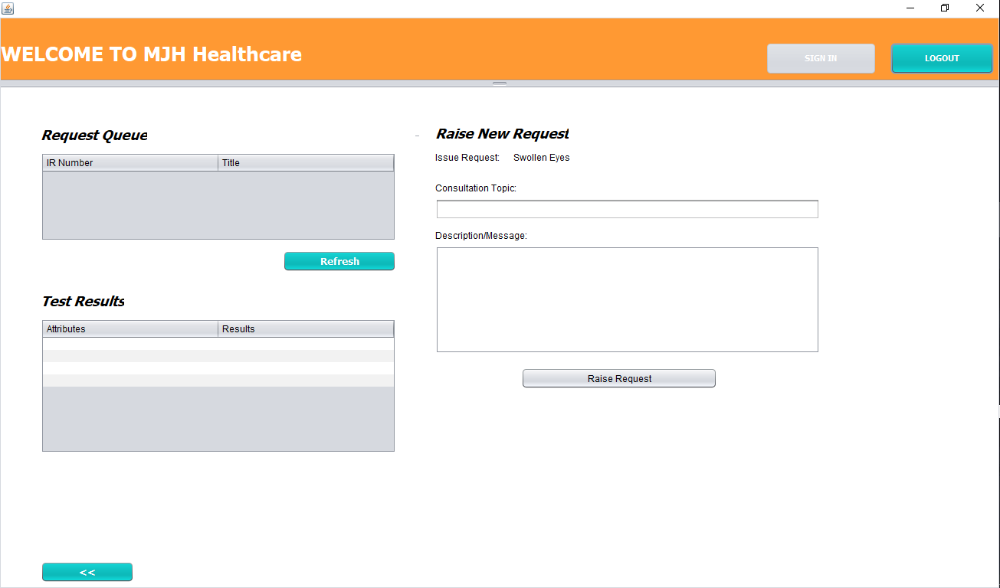 WELCOME TO MJH Healthcare
SIGN IN
LOGOUT
Request Queue
IR Number Title
Refresh
Test Results
Attributes Results
<<
Raise New Request
Issue Request: Swollen Eyes
Consultation Topic:
Description/Message:
Raise Request